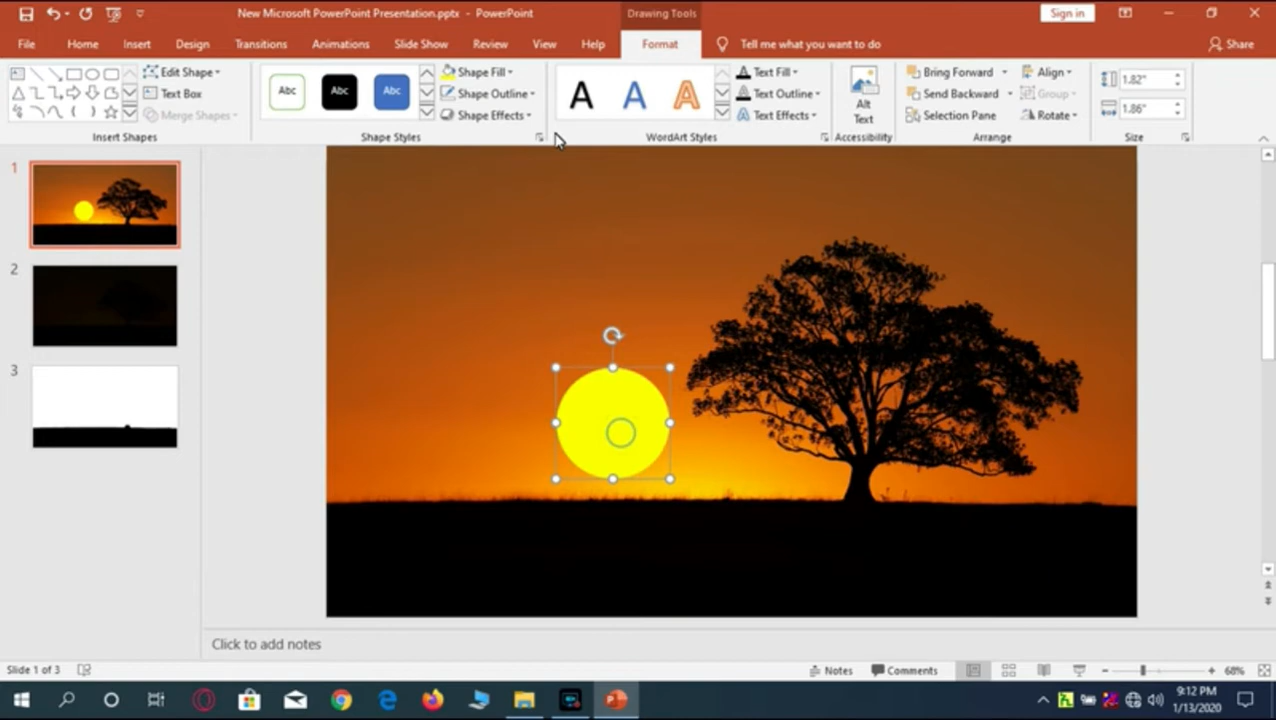 New Microsoft PowerPoint Presentation.pptx - PowerPoint
Drawing Tools
Sign in
File Home Insert Design Transitions Animations Slide Show Review View Help Format Tell me what you want to do Share
Edit Shape
Text Box
Merge Shapes
Insert Shapes
Abc Abc Abc
Shape Fill
Shape Outline
Shape Effects
Shape Styles
A A A
Text Fill
Text Outline
Text Effects
WordArt Styles
Alt
Text
Accessibility
Bring Forward
Send Backward
Selection Pane
Align
Group
Rotate
Arrange
1.82"
1.86"
Size
1
2
3
Click to add notes
Slide 1 of 3
Notes
Comments
68%
9:12 PM
1/13/2020